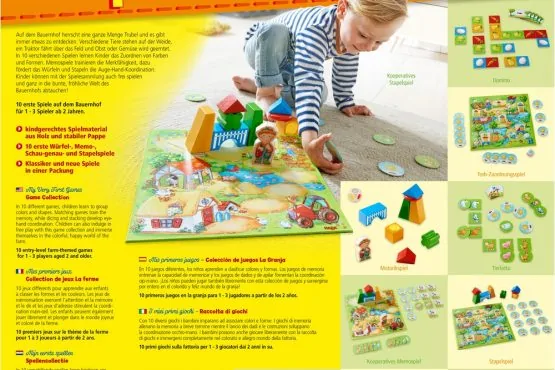 Auf dem Bauernhof herrscht eine ganze Menge Trubel und es gibt
immer etwas zu entdecken: Verschiedene Tiere stehen auf der Weide,
ein Traktor fährt über das Feld und Obst oder Gemüse wird geerntet.
In 10 verschiedenen Spielen lernen Kinder das Zuordnen von Farben
und Formen. Memospiele trainieren die Merkfähigkeit, dazu
fördert das Würfeln und Stapeln die Auge-Hand-Koordination.
Kinder können mit der Spielesammlung auch frei spielen
und ganz in die bunte, fröhliche Welt des
Bauernhofs abtauchen!
10 erste Spiele auf dem Bauernhof
für 1 - 3 Spieler ab 2 Jahren.
kindgerechtes Spielmaterial
aus Holz und stabiler Pappe
10 erste Würfel-, Memo-,
Schau-genau- und Stapelspiele
Klassiker und neue Spiele
in einer Packung
My Very First Games
Game Collection
In 10 different games, children learn to group
colors and shapes. Matching games train the
memory, while dicing and stacking develop eye-
hand coordination. Children can also indulge in
free play with this game collection and immerse
themselves in the colorful, happy world of the
farm.
10 entry-level farm-themed games
for 1 - 3 players aged 2 and older.
Mes premiers jeux
Collection de jeux La ferme
En 10 jeux différents pour apprendre aux enfants
à classer les formes et les couleurs. Les jeux de
mémorisation exercent l'attention et la mémoire
et le dé et les jeux d'adresse stimulent la coordi-
nation main-œil. Les enfants peuvent également
jouer librement et plonger dans le monde joyeux
et coloré de la ferme.
10 premiers jeux sur le thème de la ferme
pour 1 à 3 joueurs à partir de 2 ans.
Mijn eerste spellen
Spellencollectie
Mis primeros juegos - Colección de juegos La Granja
En 10 juegos diferentes, los niños aprenden a clasificar colores y formas. Los juegos de memoria
entrenan la capacidad de memorizar y los juegos de dados y de apilar fomentan la coordinación
ojo-mano. ¡Los niños pueden jugar también libremente con esta colección de juegos y sumergirse
por entero en el colorido y feliz mundo de la granja!
10 primeros juegos en la granja para 1 - 3 jugadores a partir de los 2 años.
I miei primi giochi - Raccolta di giochi
Con 10 diversi giochi i bambini imparano ad associare colori e forme. I giochi di memoria
allenano la memoria a breve termine mentre il lancio dei dadi e le costruzioni sviluppano
la coordinazione occhio-mano. I bambini possono anche giocare liberamente con la raccolta
di giochi e immergersi completamente nel colorato e allegro mondo della fattoria.
10 primi giochi sulla fattoria per 1 - 3 giocatori dai 2 anni in su.
Kooperatives
Stapelspiel
HABA
Domino
Farb-Zuordnungsspiel
Motorikspiel
Torlotto
Kooperatives Memospiel
Stapelspiel